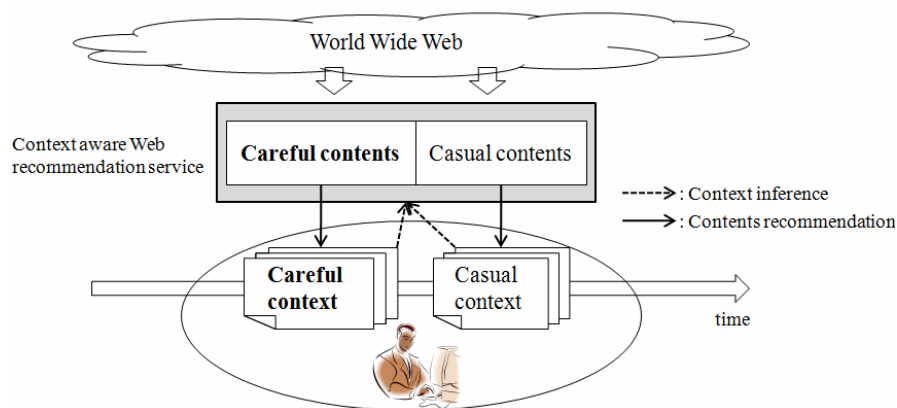 World Wide Web
Context aware Web
recommendation service
Careful contents
Casual contents
: Context inference
: Contents recommendation
Careful
context
Casual
context
time